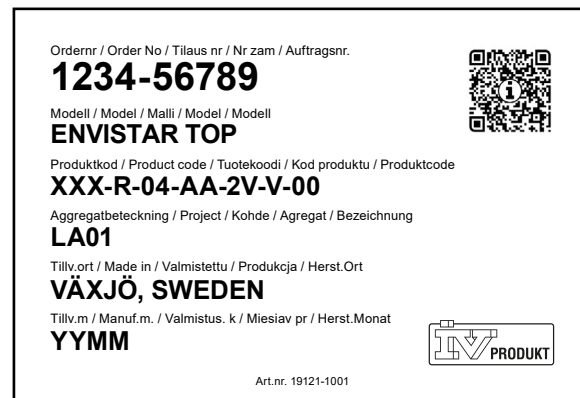 Ordernr / Order No / Tilaus nr / Nr zam / Auftragsnr.
1234-56789
Modell / Model / Malli / Model / Modell
ENVISTAR TOP
Produktkod / Product code / Tuotekoodi / Kod produktu / Produktcode
XXX-R-04-AA-2V-V-00
Aggregatbeteckning / Project / Kohde / Agregat / Bezeichnung
LA01
Tillv.ort / Made in / Valmistettu / Produkcja / Herst.Ort
VÄXJÖ, SWEDEN
Tillv.m / Manuf.m. / Valmistus. k / Miesiav pr / Herst.Monat
YYMM
IV PRODUKT
Art.nr. 19121-1001